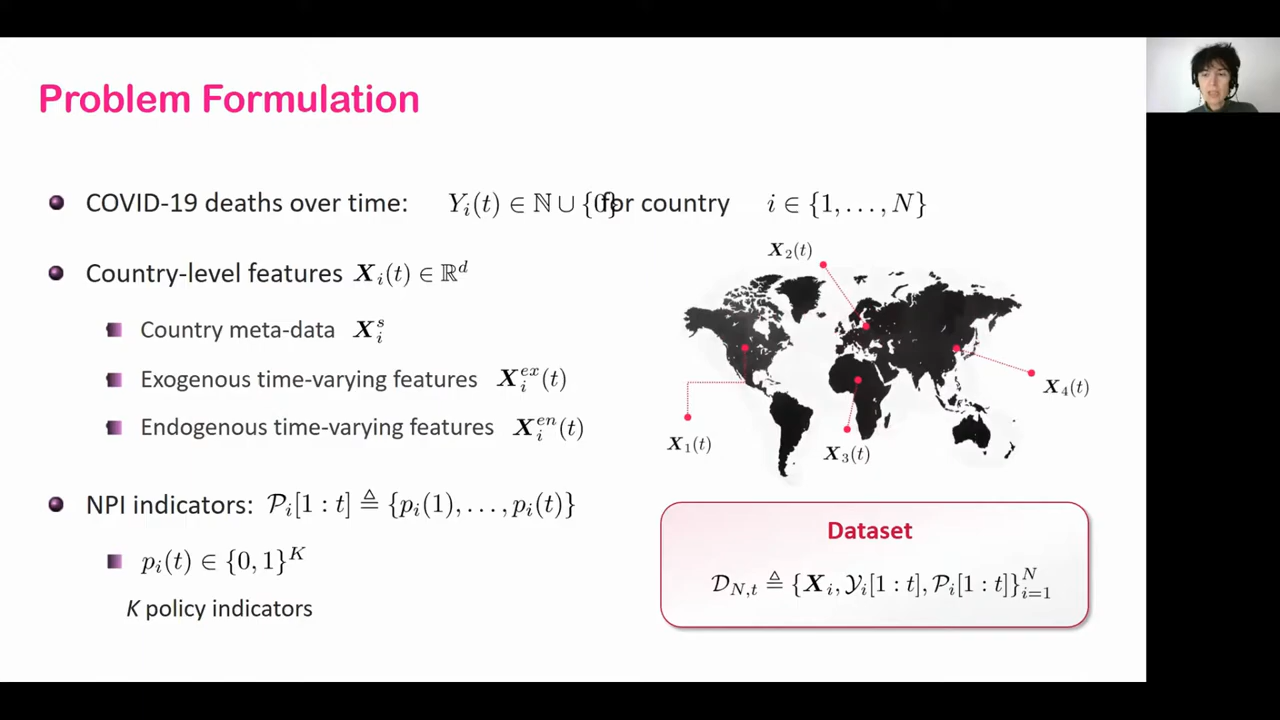 Problem Formulation
COVID-19 deaths over time: Yᵢ(t) ∈ ℕ ∪ {0} for country i ∈ {1, …, N}
Country-level features 𝑿ᵢ(t) ∈ ℝᵈ
Country meta-data 𝑿ᵢˢ
Exogenous time-varying features 𝑿ᵢᵉˣ(t)
Endogenous time-varying features 𝑿ᵢᵉⁿ(t)
NPI indicators: 𝒫ᵢ[1 : t] ≜ {pᵢ(1), …, pᵢ(t)}
pᵢ(t) ∈ {0, 1}ᴷ
K policy indicators
𝑿₂(t)
𝑿₄(t)
𝑿₁(t)
𝑿₃(t)
Dataset
𝒟_{N,t} ≜ {𝑿ᵢ, 𝒴ᵢ[1 : t], 𝒫ᵢ[1 : t]}ᵢ₌₁ᴺ